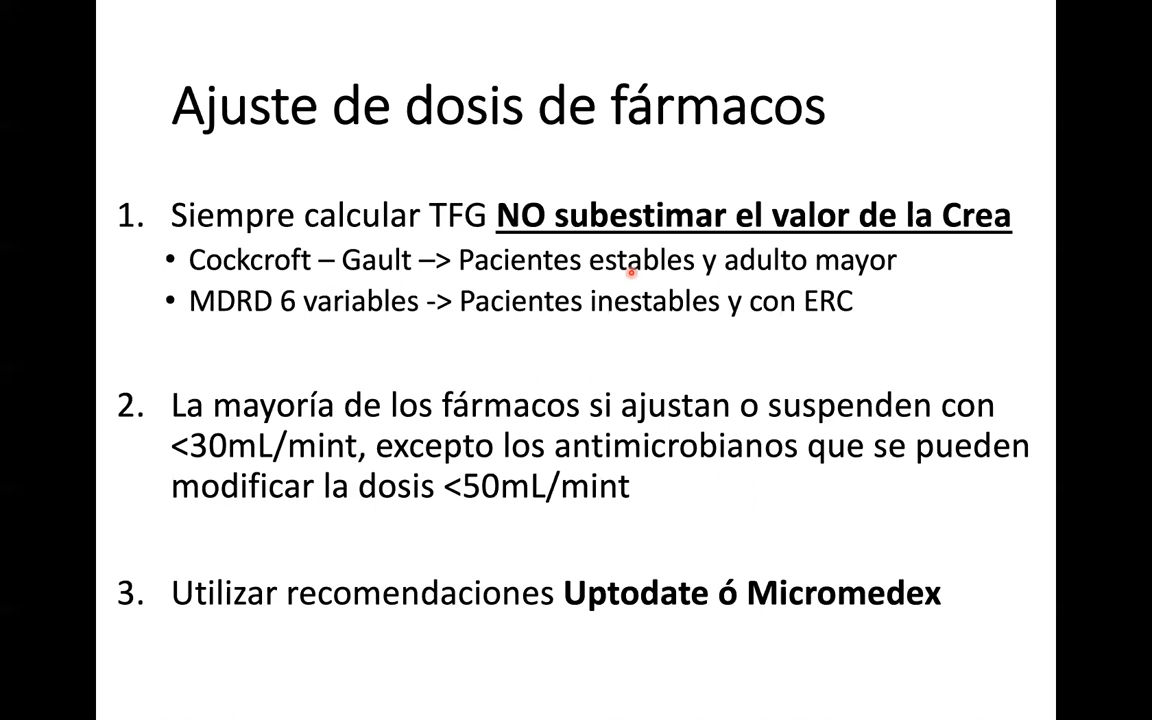 Ajuste de dosis de fármacos
1. Siempre calcular TFG NO subestimar el valor de la Crea
• Cockcroft – Gault –> Pacientes estables y adulto mayor
• MDRD 6 variables -> Pacientes inestables y con ERC
2. La mayoría de los fármacos si ajustan o suspenden con
<30mL/mint, excepto los antimicrobianos que se pueden
modificar la dosis <50mL/mint
3. Utilizar recomendaciones Uptodate ó Micromedex